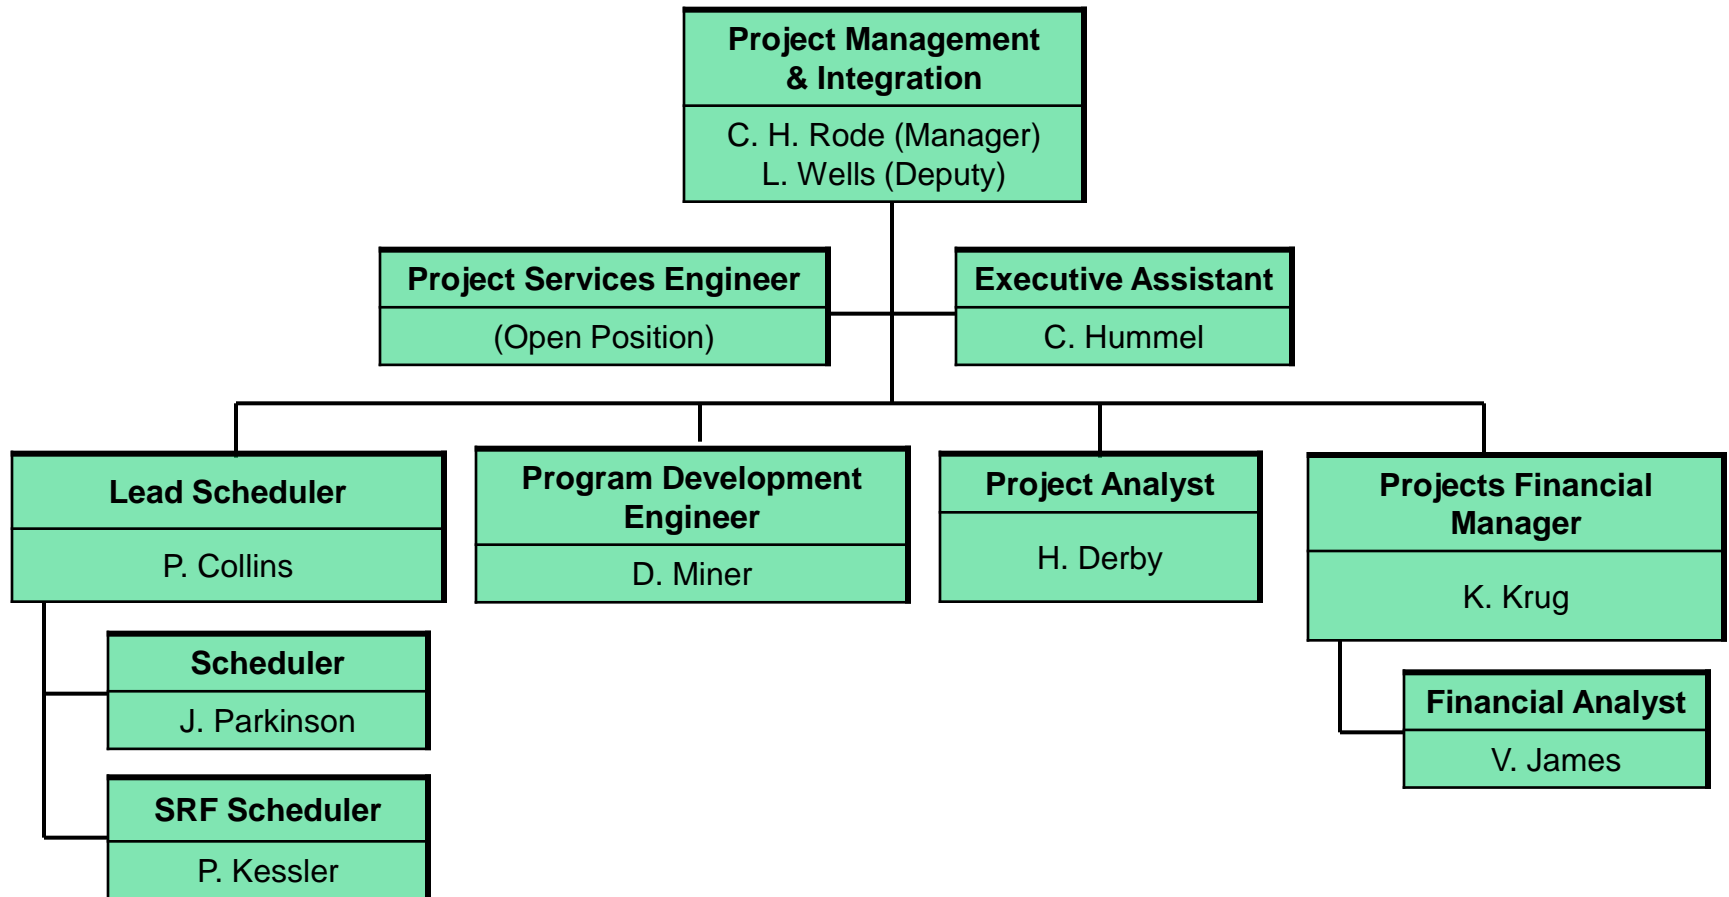 Project Management
& Integration
C. H. Rode (Manager)
L. Wells (Deputy)
Project Services Engineer
(Open Position)
Executive Assistant
C. Hummel
Lead Scheduler
P. Collins
Program Development
Engineer
D. Miner
Project Analyst
H. Derby
Projects Financial
Manager
K. Krug
Scheduler
J. Parkinson
SRF Scheduler
P. Kessler
Financial Analyst
V. James